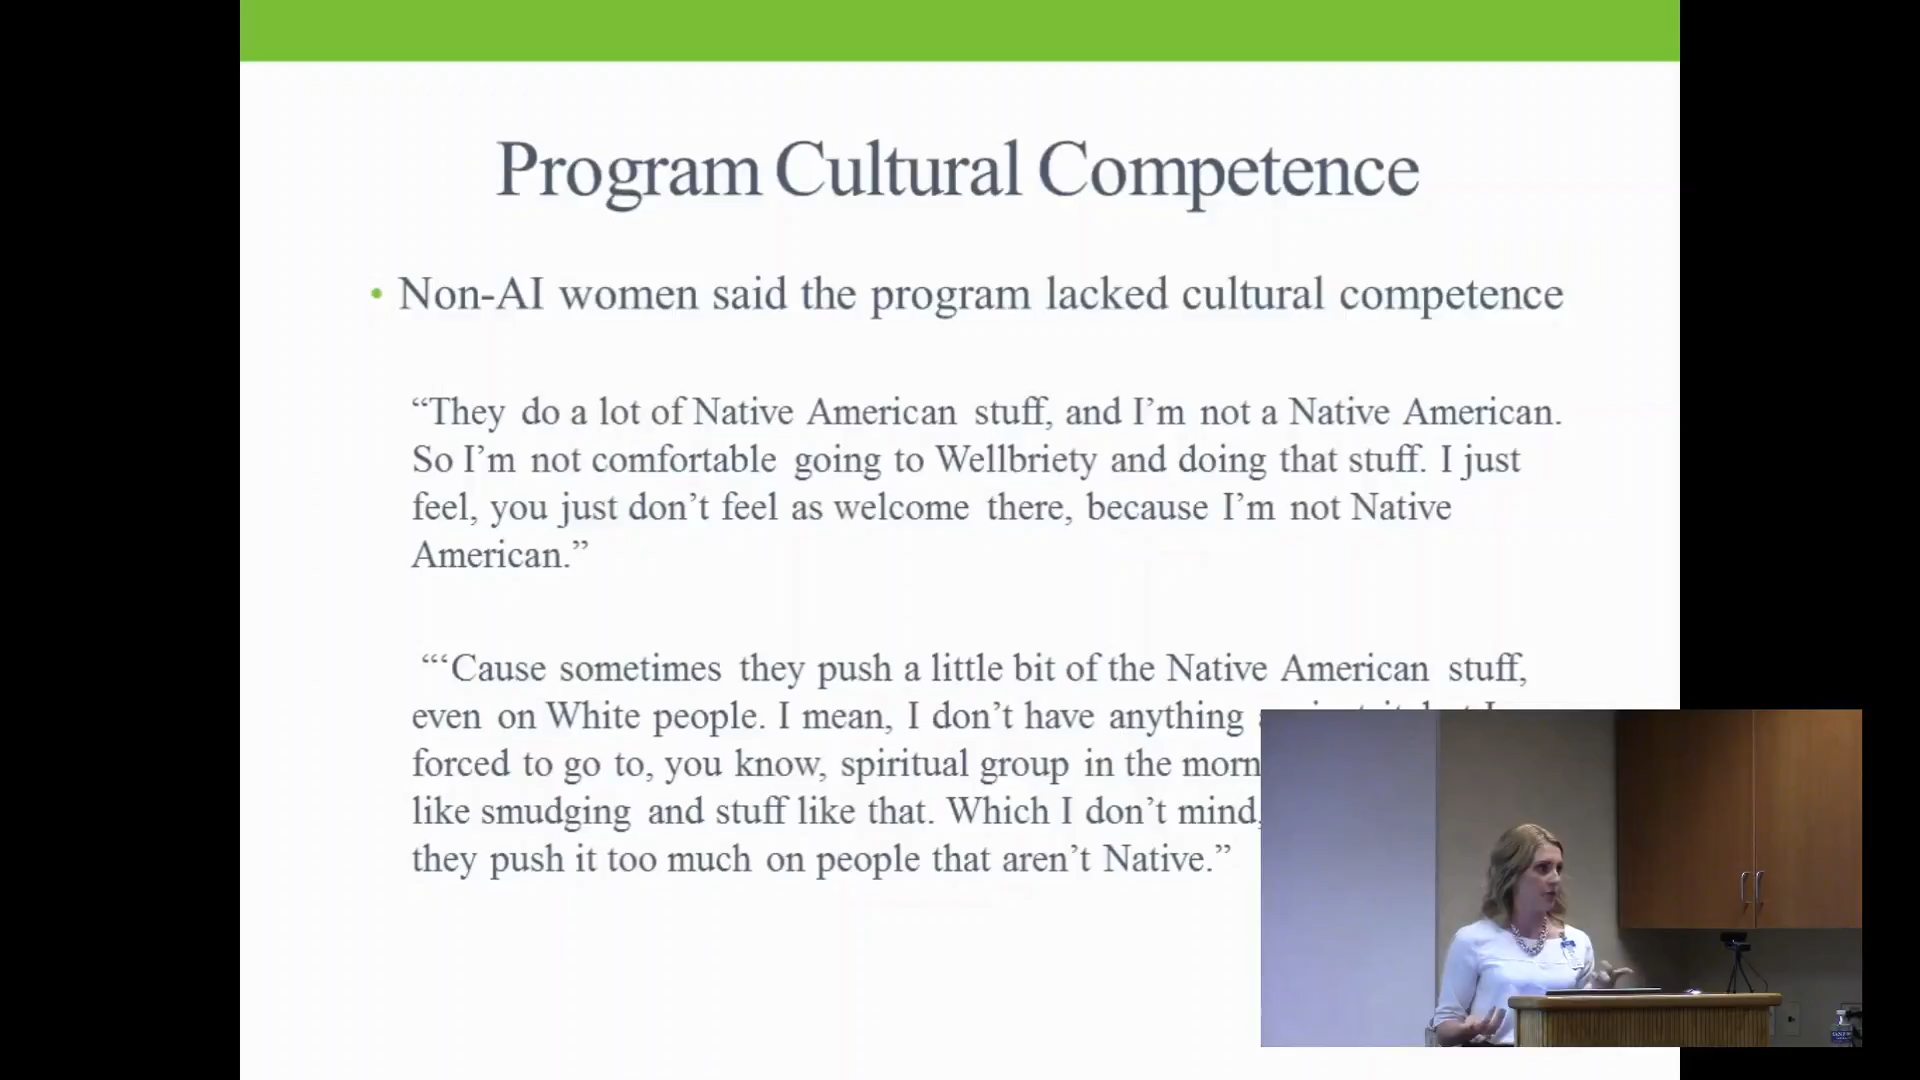 Program Cultural Competence
• Non-AI women said the program lacked cultural competence
“They do a lot of Native American stuff, and I’m not a Native American.
So I’m not comfortable going to Wellbriety and doing that stuff. I just
feel, you just don’t feel as welcome there, because I’m not Native
American.”
“‘Cause sometimes they push a little bit of the Native American stuff,
even on White people. I mean, I don’t have anything
forced to go to, you know, spiritual group in the
like smudging and stuff like that. Which I don’t mind,
they push it too much on people that aren’t Native.”